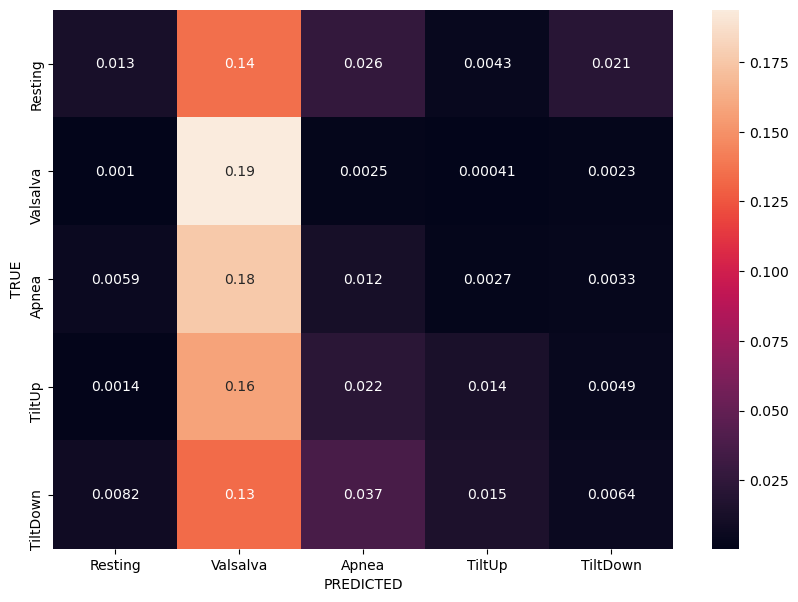 Resting 0.013 0.14 0.026 0.0043 0.021
Valsalva 0.001 0.19 0.0025 0.00041 0.0023
Apnea 0.0059 0.18 0.012 0.0027 0.0033
TiltUp 0.0014 0.16 0.022 0.014 0.0049
TiltDown 0.0082 0.13 0.037 0.015 0.0064
TRUE
Resting Valsalva Apnea TiltUp TiltDown
PREDICTED
0.175
0.150
0.125
0.100
0.075
0.050
0.025